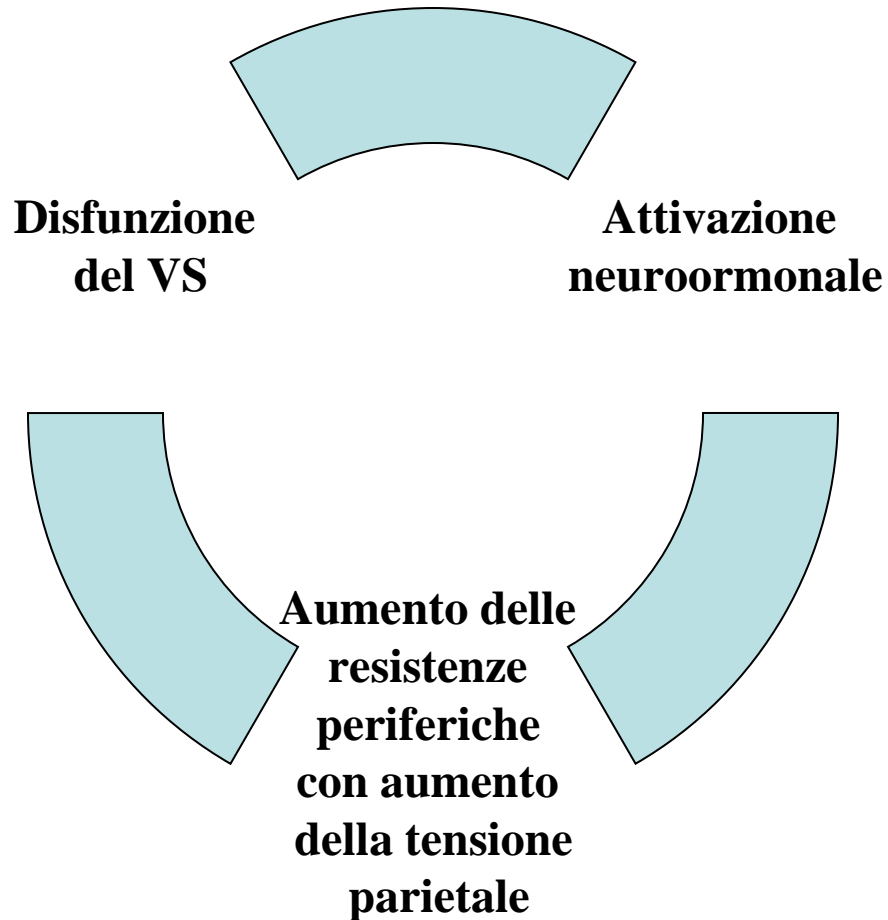 Disfunzione
del VS
Attivazione
neuroormonale
Aumento delle
resistenze
periferiche
con aumento
della tensione
parietale